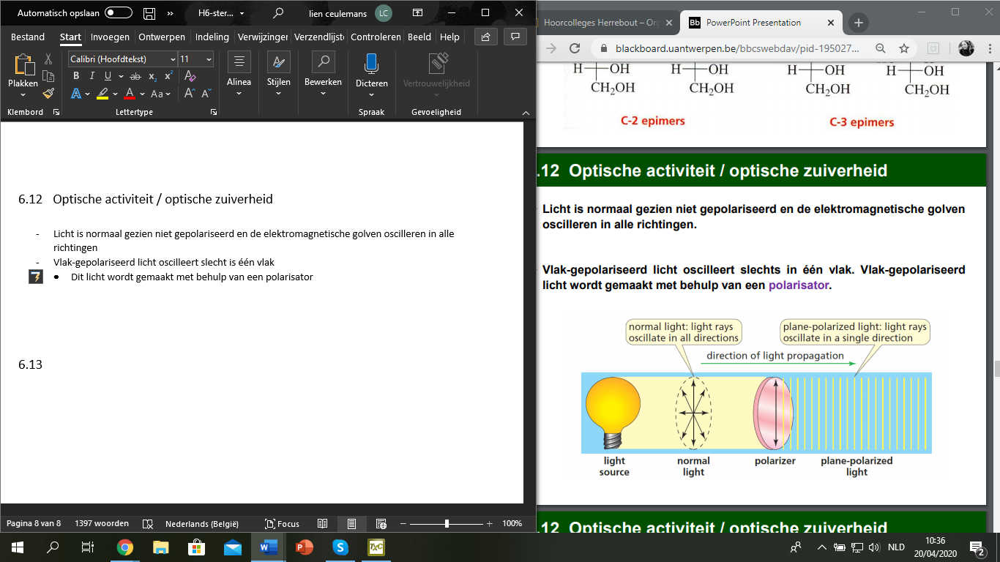 Automatisch opslaan
H6-ster...
lien ceulemans
LC
Bestand Start Invoegen Ontwerpen Indeling Verwijzingen Verzendlijste Controleren Beeld Help
Calibri (Hoofdtekst) 11
B I U ab x₂ x²
A A Aa A A
Plakken
Alinea
Stijlen
Bewerken
Dicteren
Vertrouwelijkheid
Klembord Lettertype Spraak Gevoeligheid
6.12 Optische activiteit / optische zuiverheid
- Licht is normaal gezien niet gepolariseerd en de elektromagnetische golven oscilleren in alle
richtingen
- Vlak-gepolariseerd licht oscilleert slecht is één vlak
• Dit licht wordt gemaakt met behulp van een polarisator
6.13
Pagina 8 van 8 1397 woorden Nederlands (België) Focus 100%
Hoorcolleges Herrebout – Org
Bb PowerPoint Presentation
blackboard.uantwerpen.be/bbcswebdav/pid-195027...
H OH H OH H OH H OH
CH₂OH CH₂OH CH₂OH CH₂OH
C-2 epimers C-3 epimers
.12 Optische activiteit / optische zuiverheid
Licht is normaal gezien niet gepolariseerd en de elektromagnetische golven
oscilleren in alle richtingen.
Vlak-gepolariseerd licht oscilleert slechts in één vlak. Vlak-gepolariseerd
licht wordt gemaakt met behulp van een polarisator.
normal light: light rays
oscillate in all directions
plane-polarized light: light rays
oscillate in a single direction
direction of light propagation
light
source
normal
light
polarizer
plane-polarized
light
.12 Optische activiteit / optische zuiverheid
W P S TXC
NLD
10:36
20/04/2020
2